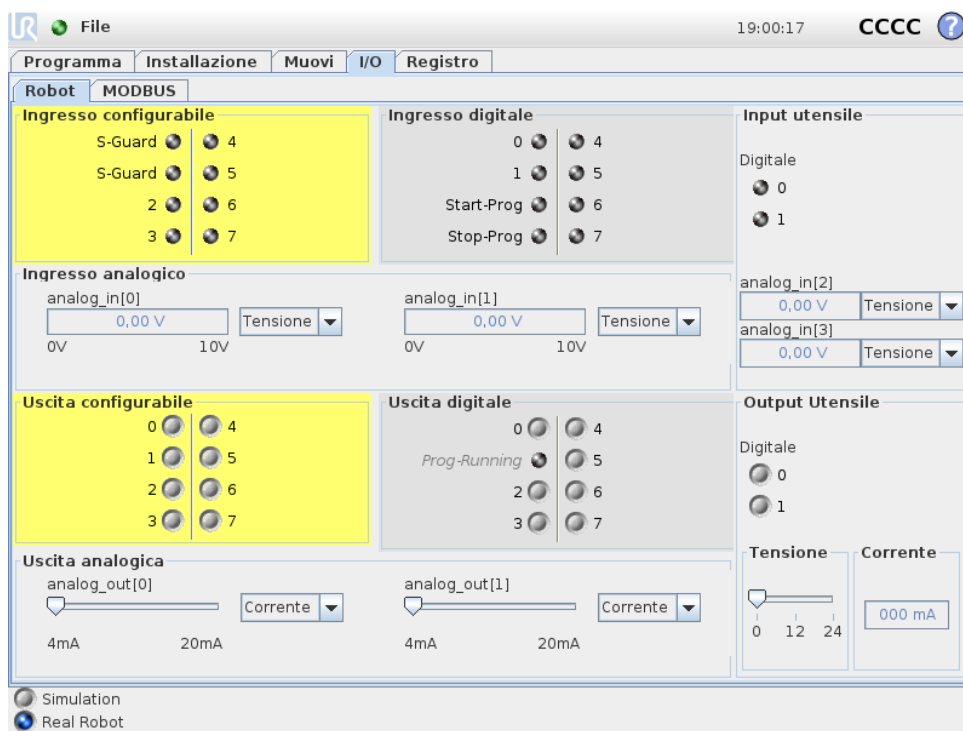 UR File 19:00:17 CCCC ?
Programma Installazione Muovi I/O Registro
Robot MODBUS
Ingresso configurabile
S-Guard 4
S-Guard 5
2 6
3 7
Ingresso digitale
0 4
1 5
Start-Prog 6
Stop-Prog 7
Input utensile
Digitale
0
1
Ingresso analogico
analog_in[0]
0,00 V Tensione
0V 10V
analog_in[1]
0,00 V Tensione
0V 10V
analog_in[2]
0,00 V Tensione
analog_in[3]
0,00 V Tensione
Uscita configurabile
0 4
1 5
2 6
3 7
Uscita digitale
0 4
Prog-Running 5
2 6
3 7
Output Utensile
Digitale
0
1
Uscita analogica
analog_out[0]
Corrente
4mA 20mA
analog_out[1]
Corrente
4mA 20mA
Tensione
0 12 24
Corrente
000 mA
Simulation
Real Robot